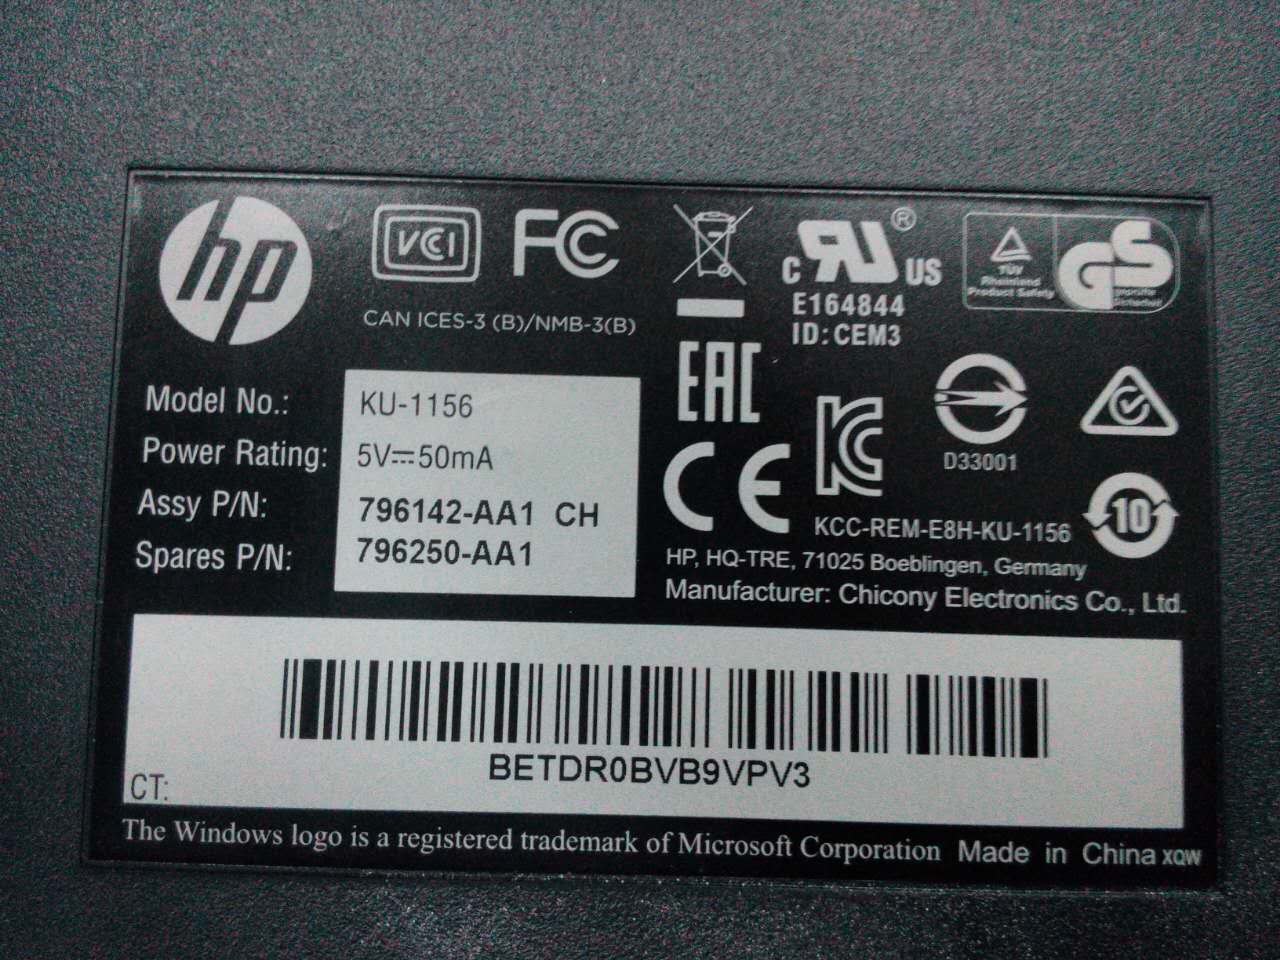 hp
VCI
FC
CAN ICES-3 (B)/NMB-3(B)
c RU ® US
E164844
ID: CEM3
TÜV
Rheinland
Product Safety
GS
geprüfte
Sicherheit
EAC
CE
KC
D33001
10
KCC-REM-E8H-KU-1156
HP, HQ-TRE, 71025 Boeblingen, Germany
Manufacturer: Chicony Electronics Co., Ltd.
Model No.: KU-1156
Power Rating: 5V⎓50mA
Assy P/N: 796142-AA1 CH
Spares P/N: 796250-AA1
BETDR0BVB9VPV3
CT:
The Windows logo is a registered trademark of Microsoft Corporation Made in China XQW